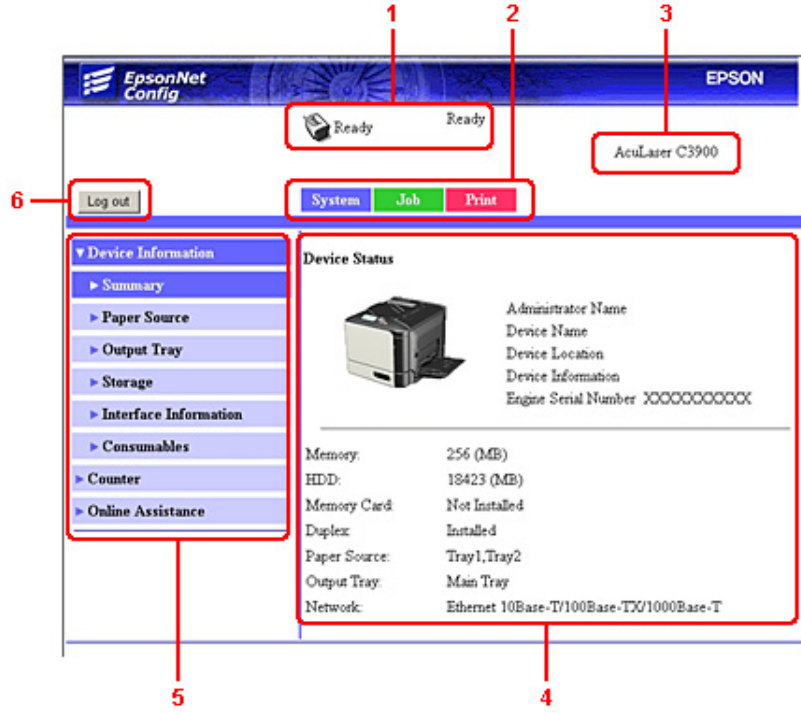 1 2 3
EpsonNet
Config
EPSON
Ready Ready
AcuLaser C3900
6
Log out
System Job Print
Device Information
Summary
Paper Source
Output Tray
Storage
Interface Information
Consumables
Counter
Online Assistance
Device Status
Administrator Name
Device Name
Device Location
Device Information
Engine Serial Number XXXXXXXXXXX
Memory: 256 (MB)
HDD: 18423 (MB)
Memory Card: Not Installed
Duplex: Installed
Paper Source: Tray1,Tray2
Output Tray: Main Tray
Network: Ethernet 10Base-T/100Base-TX/1000Base-T
5 4